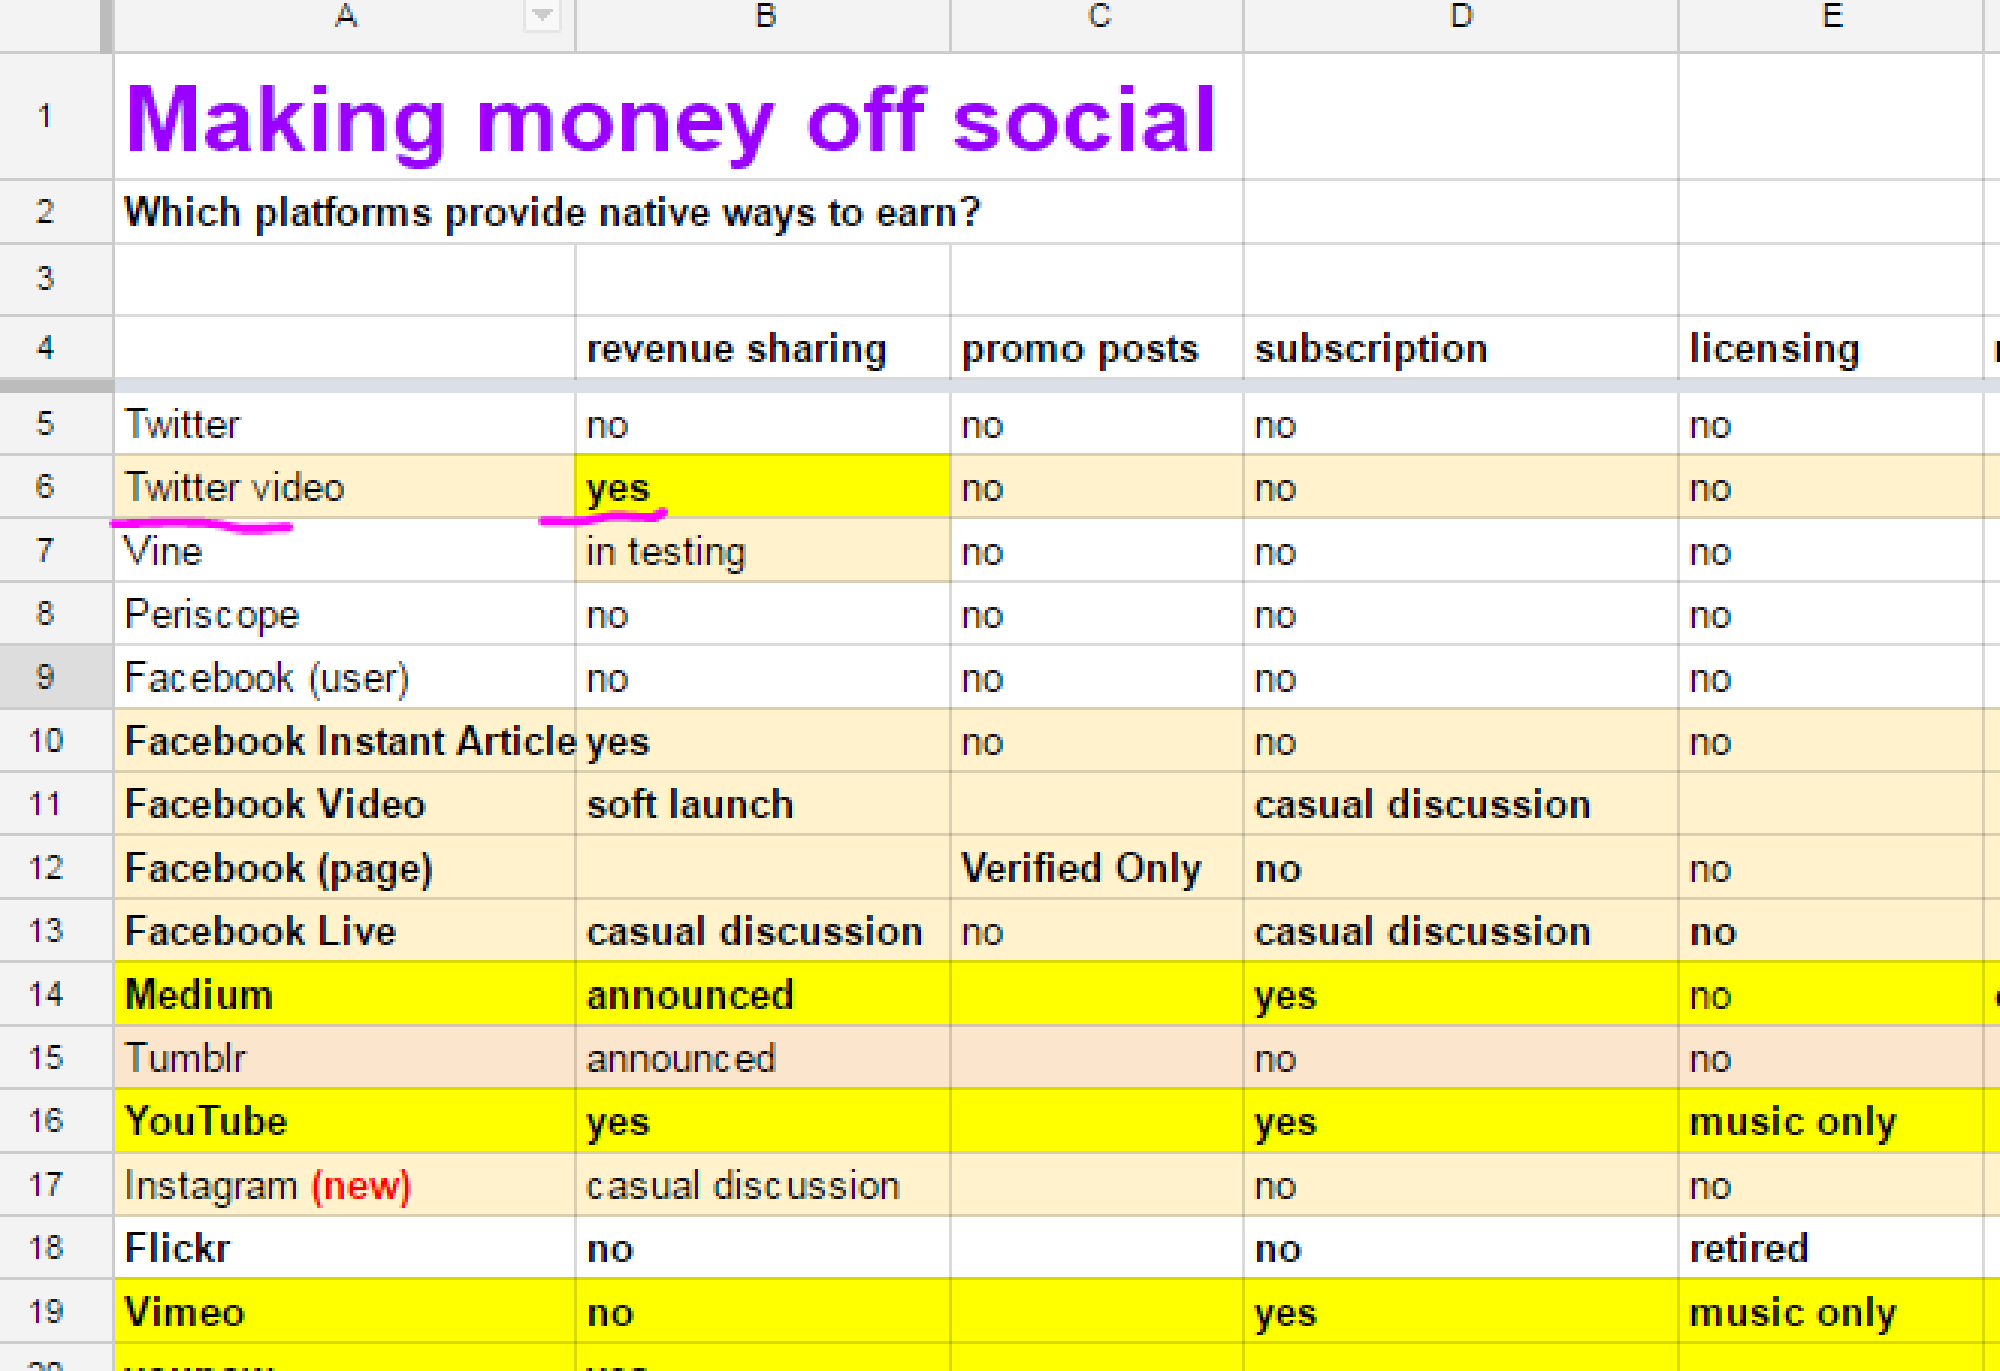 A B C D E
1 Making money off social
2 Which platforms provide native ways to earn?
3
4 revenue sharing promo posts subscription licensing
5 Twitter no no no no
6 Twitter video yes no no no
7 Vine in testing no no no
8 Periscope no no no no
9 Facebook (user) no no no no
10 Facebook Instant Article yes no no no
11 Facebook Video soft launch casual discussion
12 Facebook (page) Verified Only no no
13 Facebook Live casual discussion no casual discussion no
14 Medium announced yes no
15 Tumblr announced no no
16 YouTube yes yes music only
17 Instagram (new) casual discussion no no
18 Flickr no no retired
19 Vimeo no yes music only